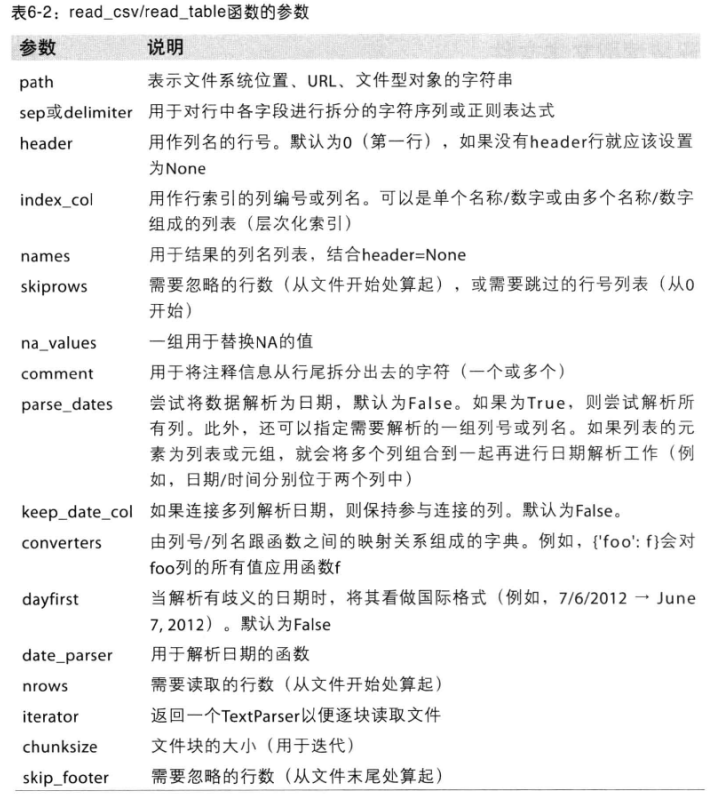 表6-2：read_csv/read_table函数的参数
参数 说明
path 表示文件系统位置、URL、文件型对象的字符串
sep或delimiter 用于对行中各字段进行拆分的字符序列或正则表达式
header 用作列名的行号。默认为0（第一行），如果没有header行就应该设置
为None
index_col 用作行索引的列编号或列名。可以是单个名称/数字或由多个名称/数字
组成的列表（层次化索引）
names 用于结果的列名列表，结合header=None
skiprows 需要忽略的行数（从文件开始处算起），或需要跳过的行号列表（从0
开始）
na_values 一组用于替换NA的值
comment 用于将注释信息从行尾拆分出去的字符（一个或多个）
parse_dates 尝试将数据解析为日期，默认为False。如果为True，则尝试解析所
有列。此外，还可以指定需要解析的一组列号或列名。如果列表的元
素为列表或元组，就会将多个列组合到一起再进行日期解析工作（例
如，日期/时间分别位于两个列中）
keep_date_col 如果连接多列解析日期，则保持参与连接的列。默认为False。
converters 由列号/列名跟函数之间的映射关系组成的字典。例如，{'foo': f}会对
foo列的所有值应用函数f
dayfirst 当解析有歧义的日期时，将其看做国际格式（例如，7/6/2012 → June
7, 2012）。默认为False
date_parser 用于解析日期的函数
nrows 需要读取的行数（从文件开始处算起）
iterator 返回一个TextParser以便逐块读取文件
chunksize 文件块的大小（用于迭代）
skip_footer 需要忽略的行数（从文件末尾处算起）